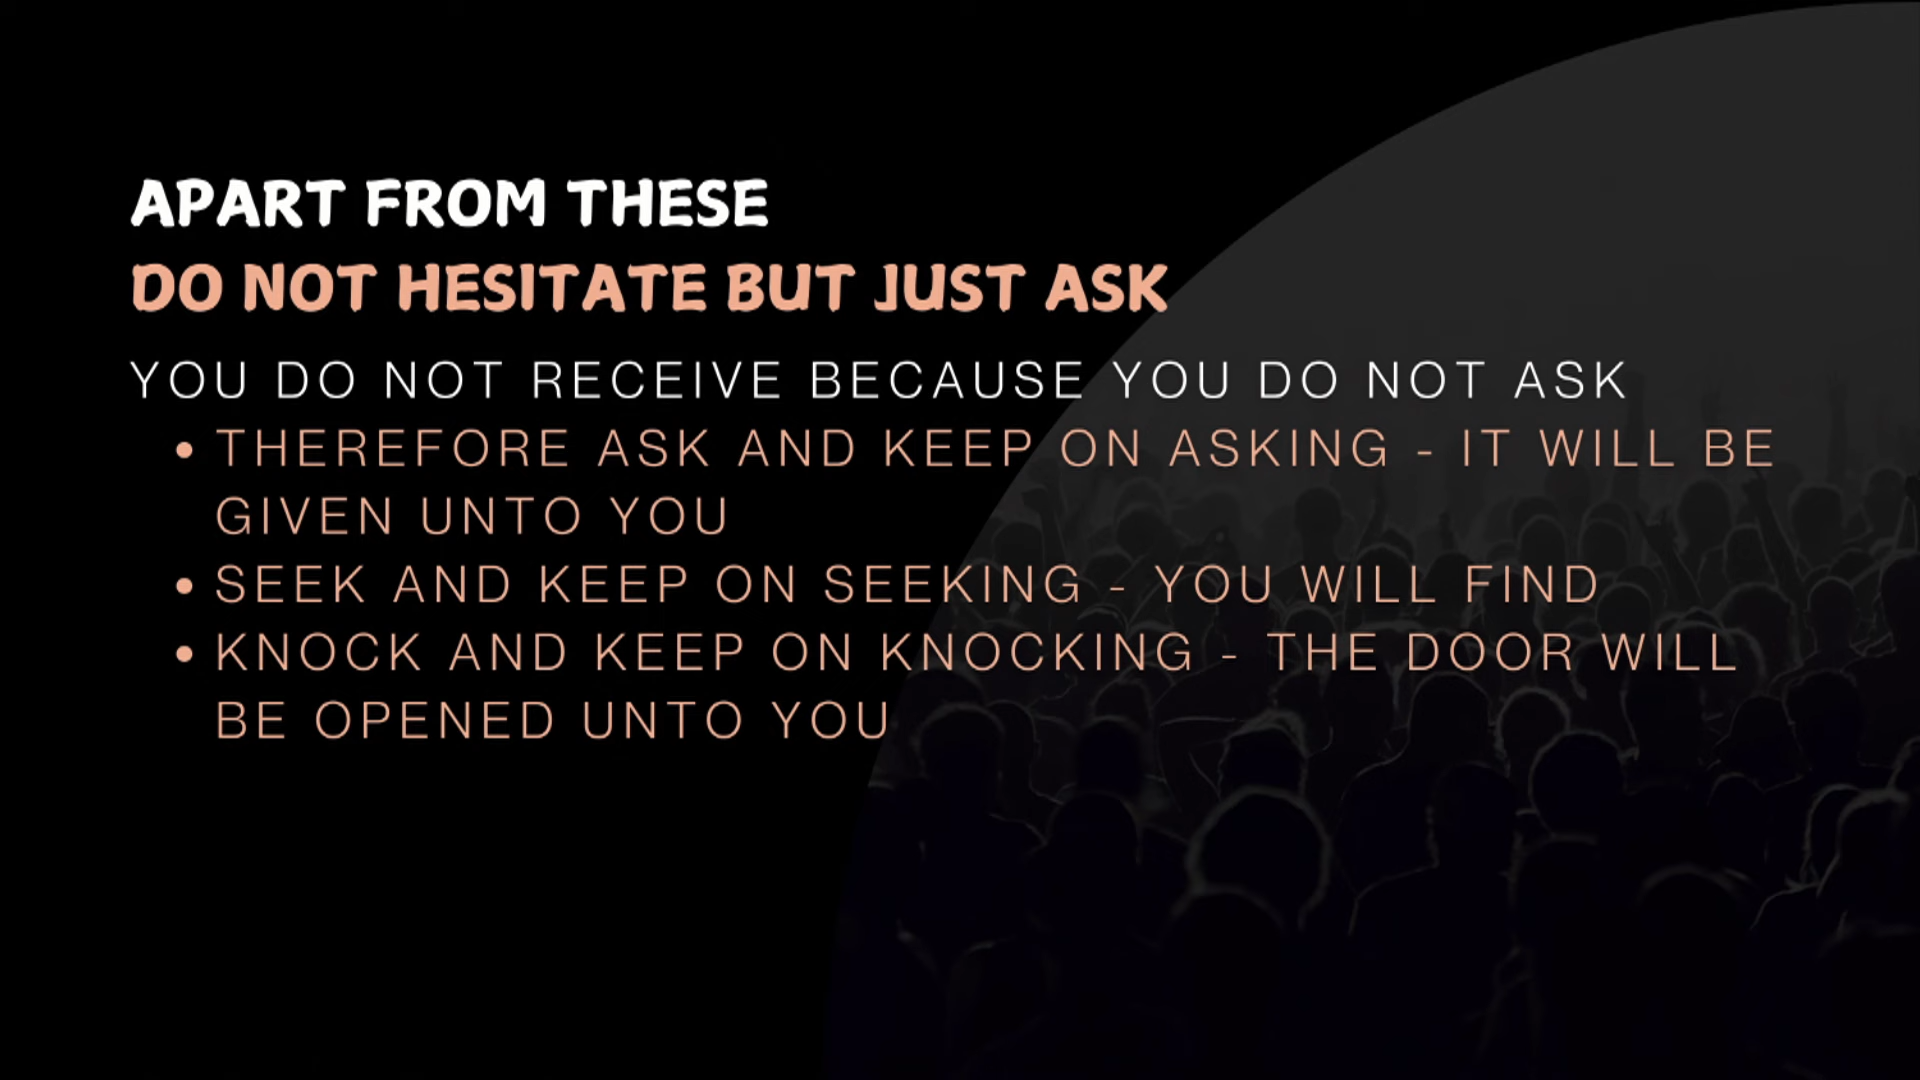 APART FROM THESE
DO NOT HESITATE BUT JUST ASK
YOU DO NOT RECEIVE BECAUSE YOU DO NOT ASK
• THEREFORE ASK AND KEEP ON ASKING - IT WILL BE
GIVEN UNTO YOU
• SEEK AND KEEP ON SEEKING - YOU WILL FIND
• KNOCK AND KEEP ON KNOCKING - THE DOOR WILL
BE OPENED UNTO YOU